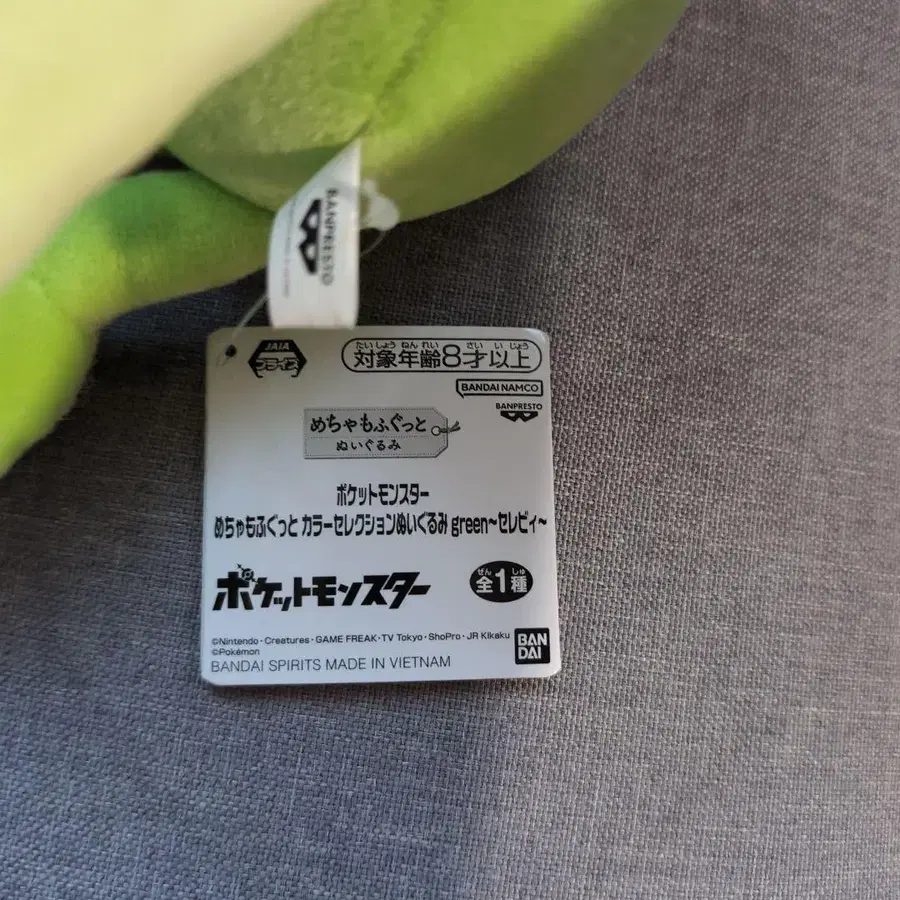 BANPRESTO
JAIA
プライズ
たいしょう ねん れい さい い じょう
対象年齢8才以上
BANDAI NAMCO
BANPRESTO
めちゃもふぐっと
ぬいぐるみ
ポケットモンスター
めちゃもふぐっと カラーセレクションぬいぐるみ green~セレビィ~
ポケットモンスター
ぜん しゅ
全1種
©Nintendo・Creatures・GAME FREAK・TV Tokyo・ShoPro・JR Kikaku
©Pokémon
BANDAI SPIRITS MADE IN VIETNAM
BAN
DAI